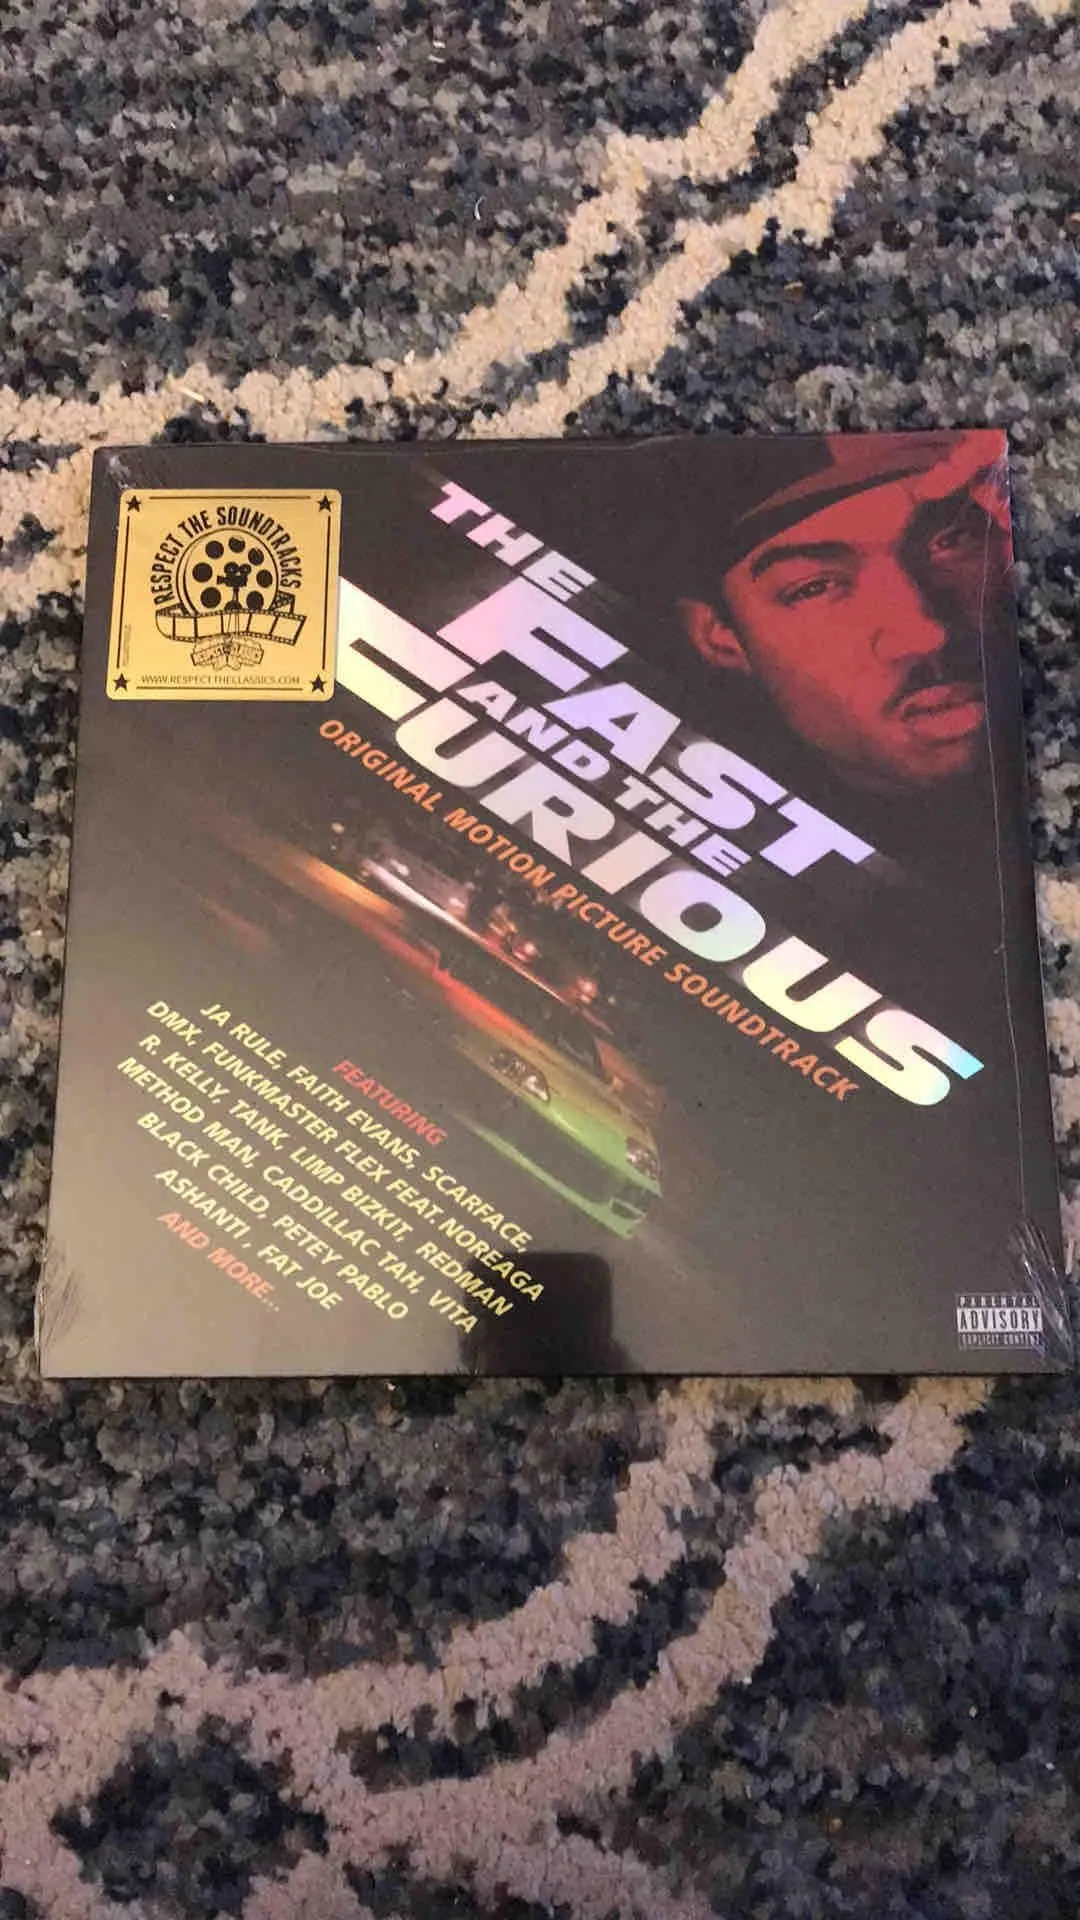 RESPECT THE SOUNDTRACKS
WWW.RESPECTTHECLASSICS.COM
THE
FAST
AND THE
FURIOUS
ORIGINAL MOTION PICTURE SOUNDTRACK
FEATURING
JA RULE, FAITH EVANS, SCARFACE,
DMX, FUNKMASTER FLEX FEAT. NOREAGA
R. KELLY, TANK, LIMP BIZKIT, REDMAN
METHOD MAN, CADDILLAC TAH, VITA
BLACK CHILD, PETEY PABLO
ASHANTI, FAT JOE
AND MORE...
PARENTAL
ADVISORY
EXPLICIT CONTENT